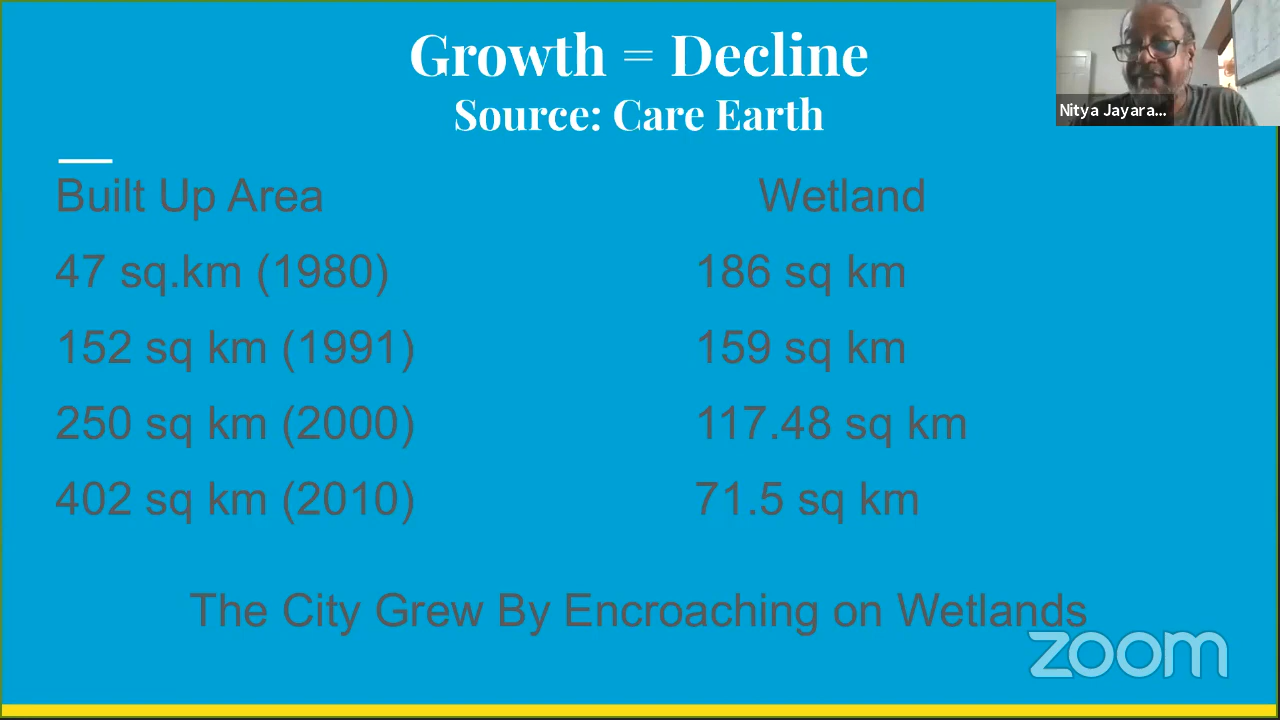 Growth = Decline
Source: Care Earth
Nitya Jayara...
Built Up Area Wetland
47 sq.km (1980) 186 sq km
152 sq km (1991) 159 sq km
250 sq km (2000) 117.48 sq km
402 sq km (2010) 71.5 sq km
The City Grew By Encroaching on Wetlands
zoom